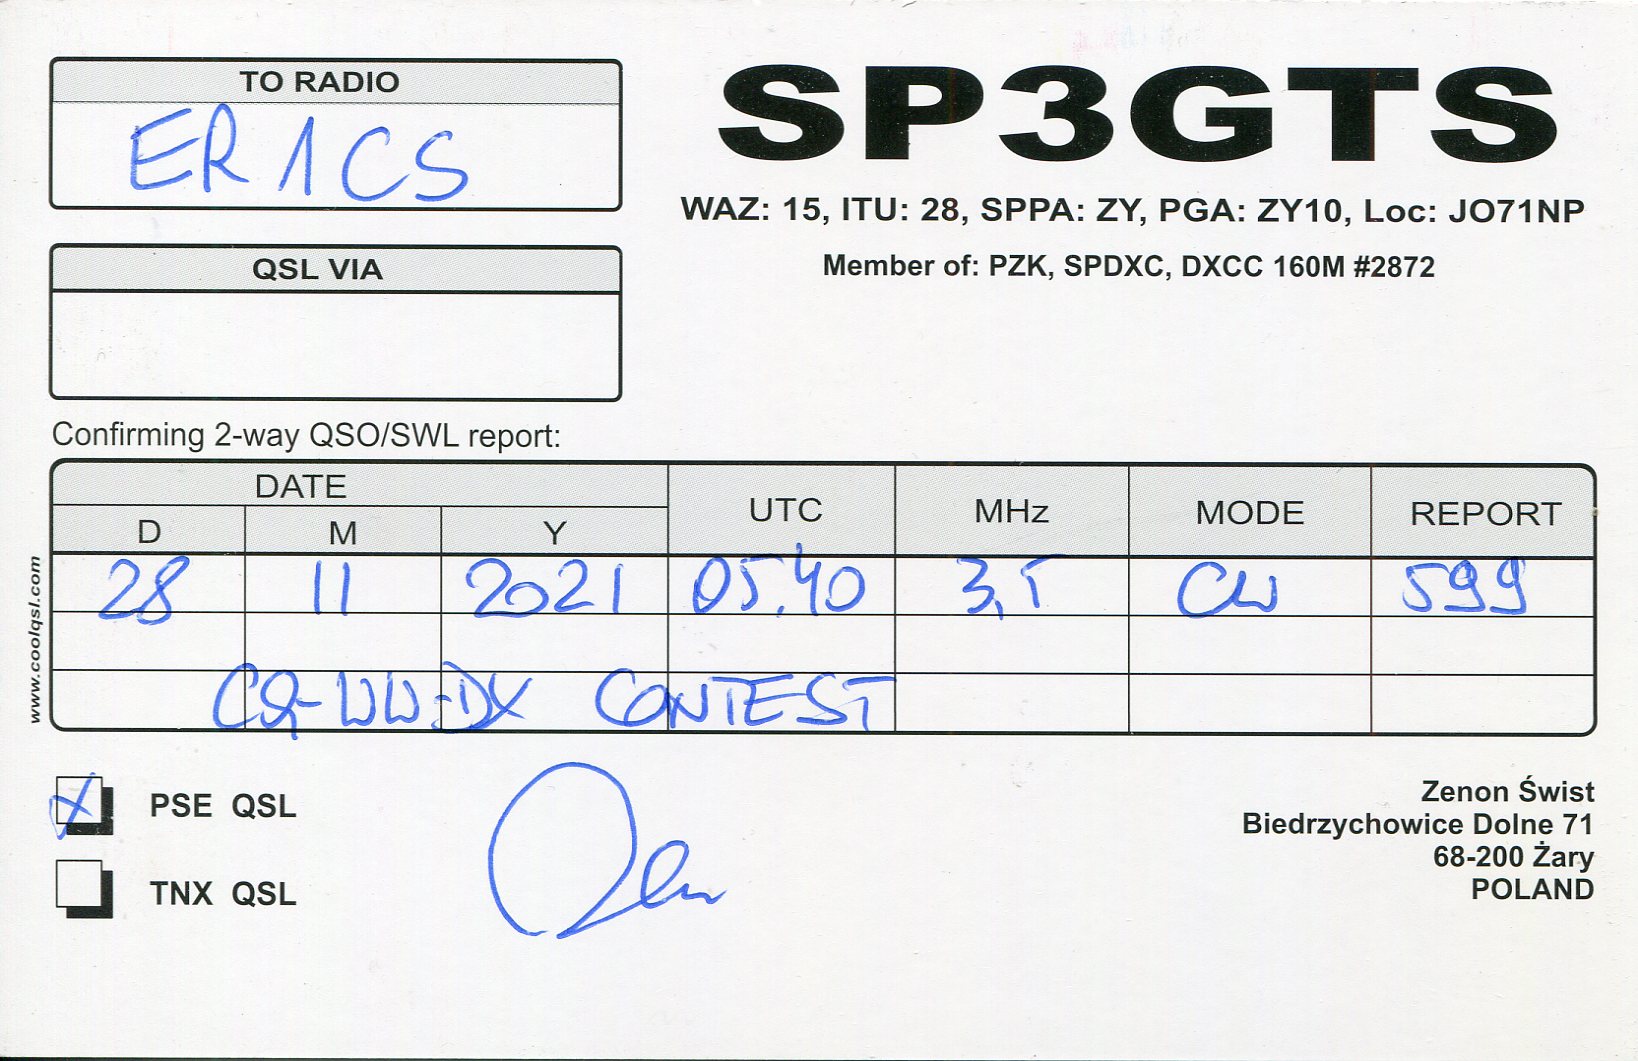 TO RADIO
ER1CS
SP3GTS
WAZ: 15, ITU: 28, SPPA: ZY, PGA: ZY10, Loc: JO71NP
Member of: PZK, SPDXC, DXCC 160M #2872
QSL VIA
Confirming 2-way QSO/SWL report:
DATE UTC MHz MODE REPORT
D M Y
28 11 2021 05.40 3,5 CW 599
CQ-WW-DX CONTEST
www.coolqsl.com
X PSE QSL
TNX QSL
Zenon Świst
Biedrzychowice Dolne 71
68-200 Żary
POLAND